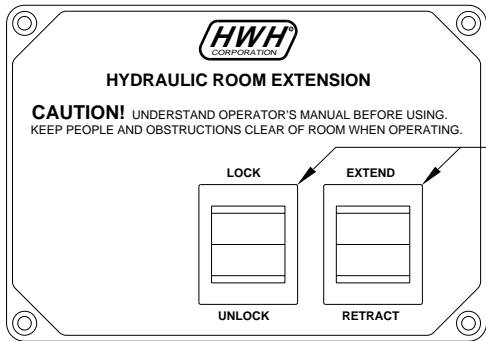 HWH
CORPORATION
HYDRAULIC ROOM EXTENSION
CAUTION! UNDERSTAND OPERATOR'S MANUAL BEFORE USING.
KEEP PEOPLE AND OBSTRUCTIONS CLEAR OF ROOM WHEN OPERATING.
LOCK EXTEND
UNLOCK RETRACT